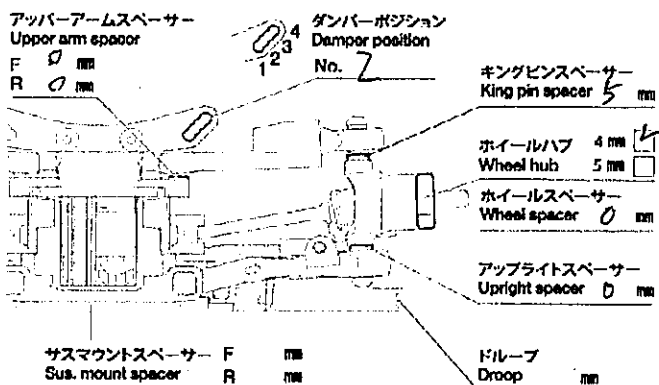 アッパーアームスペーサー
Upper arm spacer
F 0 mm
R 0 mm
1 2 3 4
ダンパーポジション
Damper position
No. 2
キングピンスペーサー
King pin spacer 5 mm
ホイールハブ 4 mm ✓
Wheel hub 5 mm
ホイールスペーサー
Wheel spacer 0 mm
アップライトスペーサー
Upright spacer 0 mm
サスマウントスペーサー F mm
Sus. mount spacer R mm
ドループ
Droop mm